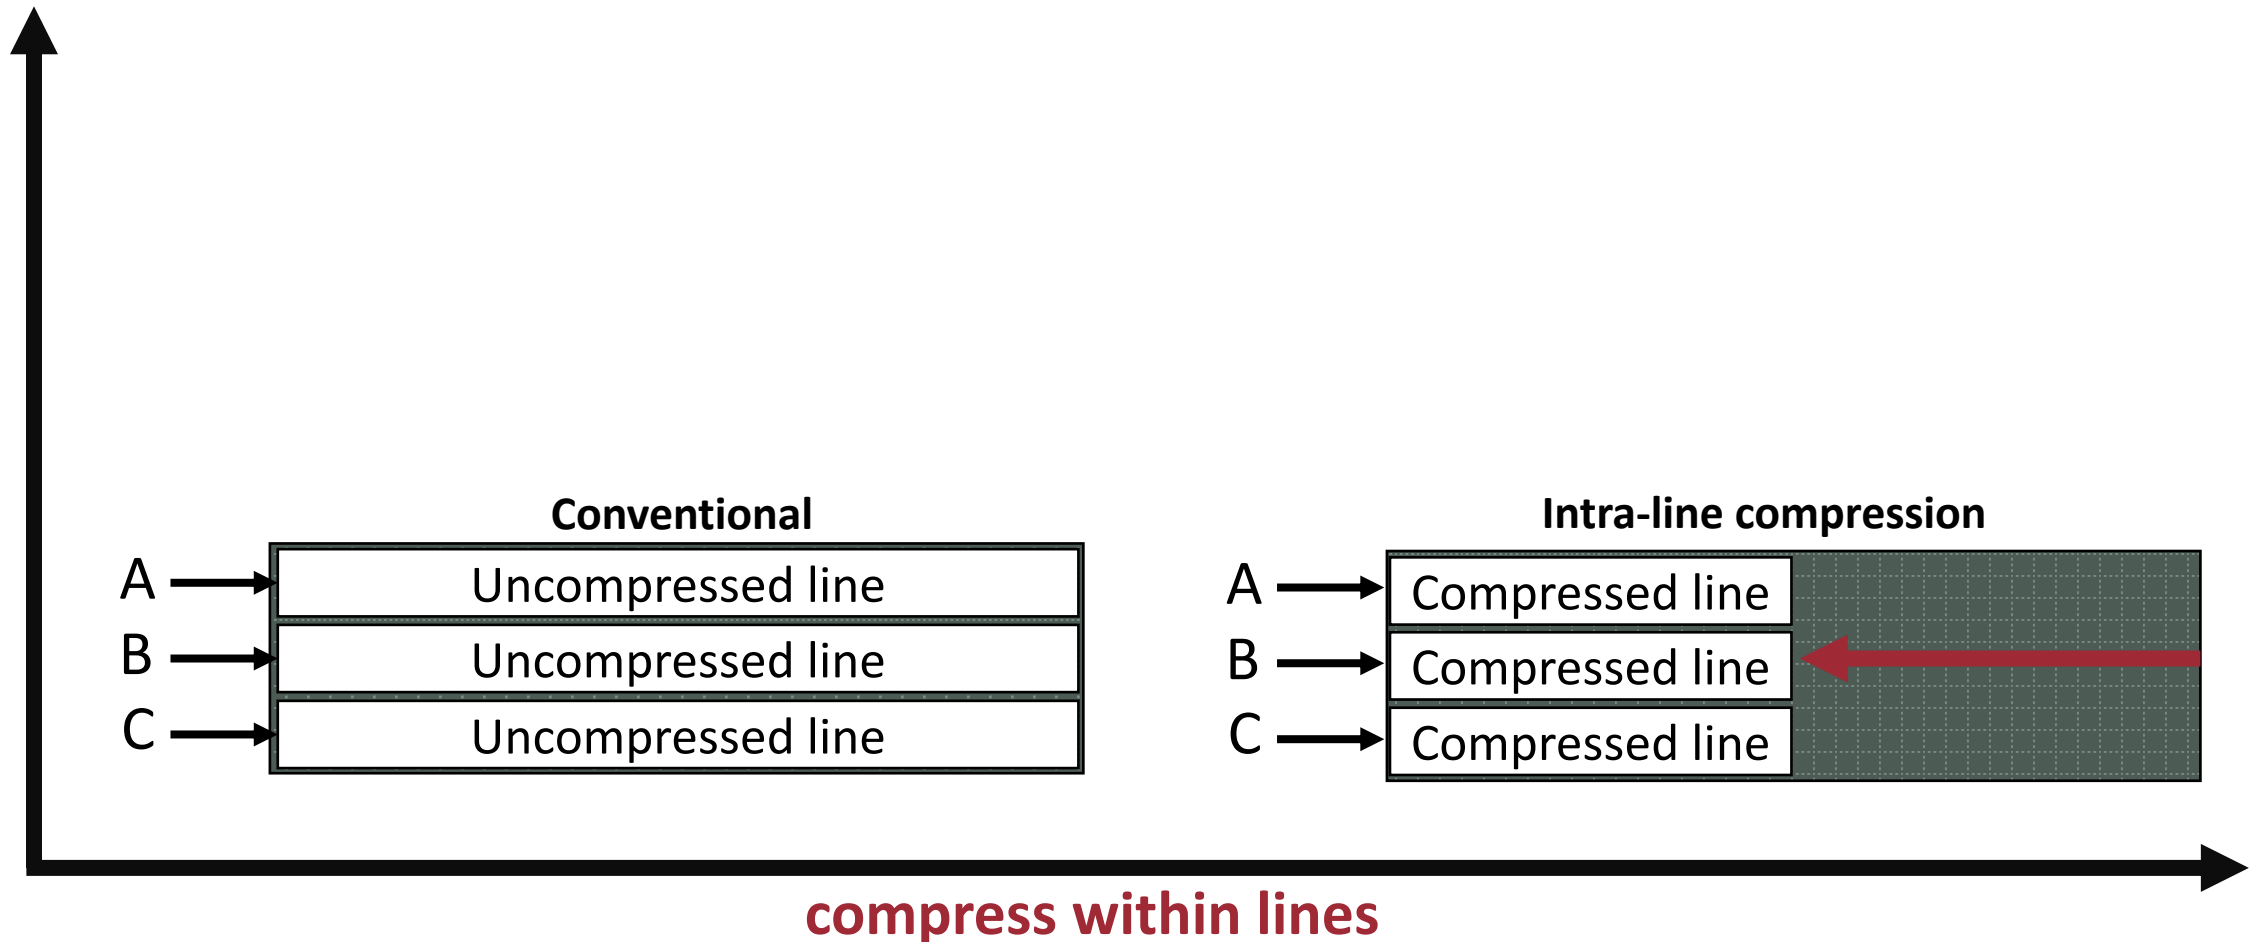 Conventional
A Uncompressed line
B Uncompressed line
C Uncompressed line
Intra-line compression
A Compressed line
B Compressed line
C Compressed line
compress within lines